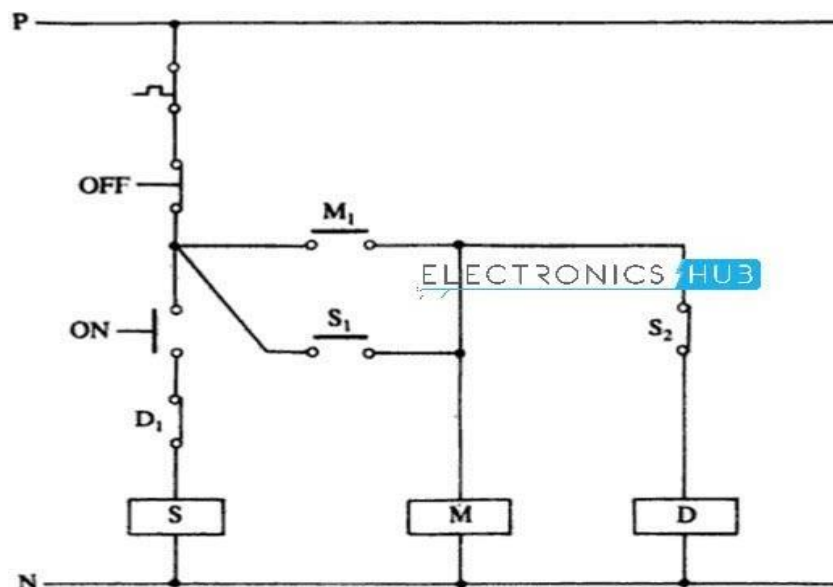 P
OFF
M₁
ELECTRONICS HUB
ON
S₁
S₂
D₁
S
M
D
N